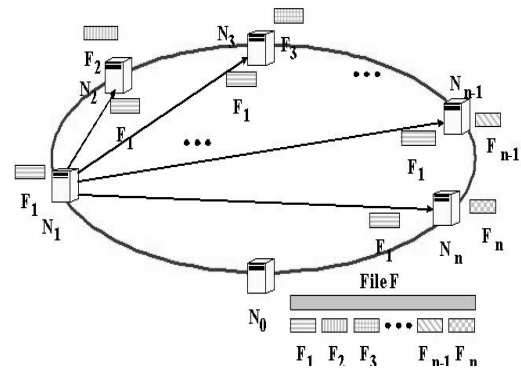 N3
F3
F2
N2
F1
•••
Nn-1
F1
•••
F1
Fn-1
F1
N1
F1
Nn
Fn
N0
File F
F1 F2 F3 ••• Fn-1 Fn